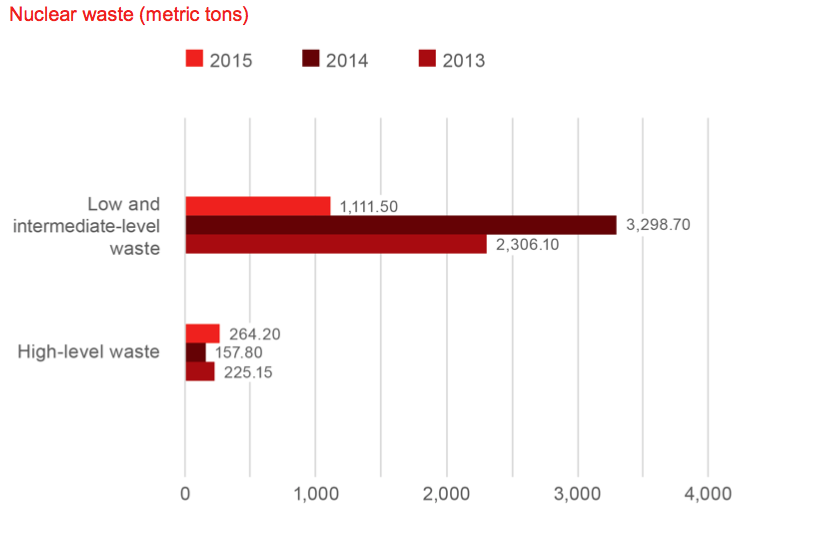 Nuclear waste (metric tons)
2015 2014 2013
Low and
intermediate-level
waste
1,111.50
3,298.70
2,306.10
High-level waste
264.20
157.80
225.15
0 1,000 2,000 3,000 4,000